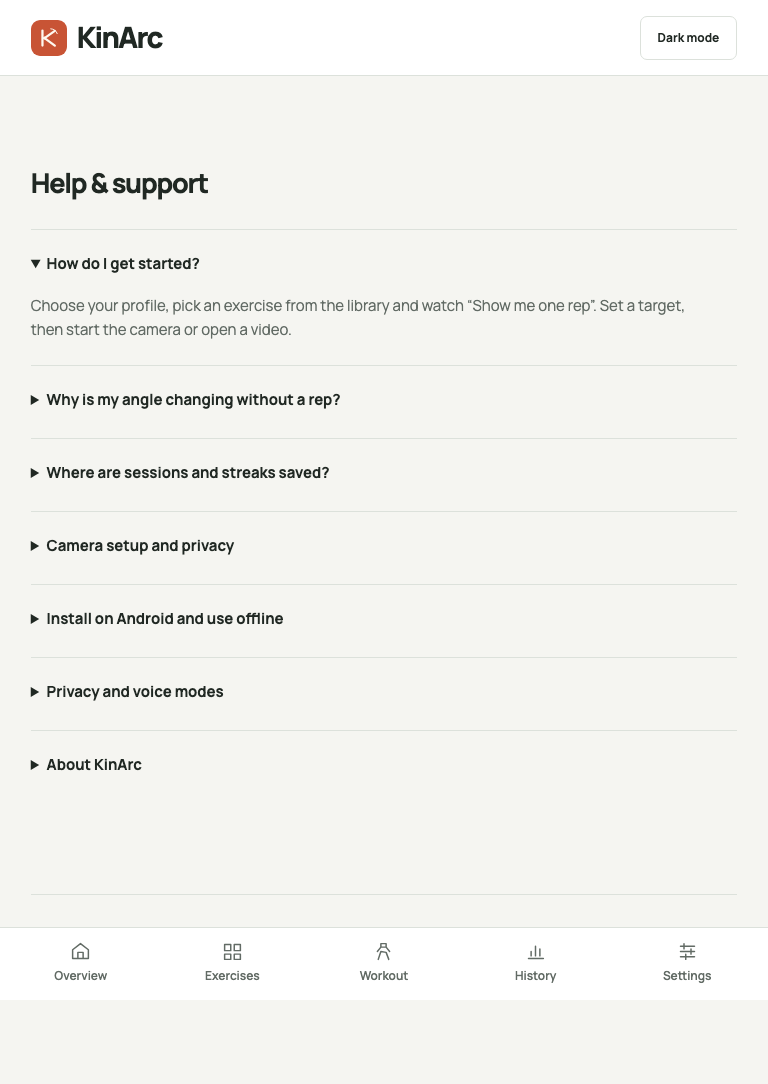 KinArc
Dark mode
Help & support
How do I get started?
Choose your profile, pick an exercise from the library and watch “Show me one rep”. Set a target,
then start the camera or open a video.
Why is my angle changing without a rep?
Where are sessions and streaks saved?
Camera setup and privacy
Install on Android and use offline
Privacy and voice modes
About KinArc
Overview
Exercises
Workout
History
Settings